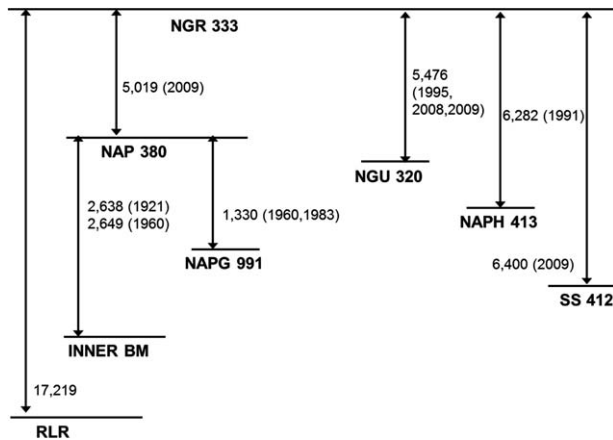 NGR 333
5,019 (2009)
5,476
(1995,
2008,2009)
6,282 (1991)
NAP 380
NGU 320
2,638 (1921)
2,649 (1960)
1,330 (1960,1983)
NAPH 413
NAPG 991
6,400 (2009)
SS 412
INNER BM
17,219
RLR